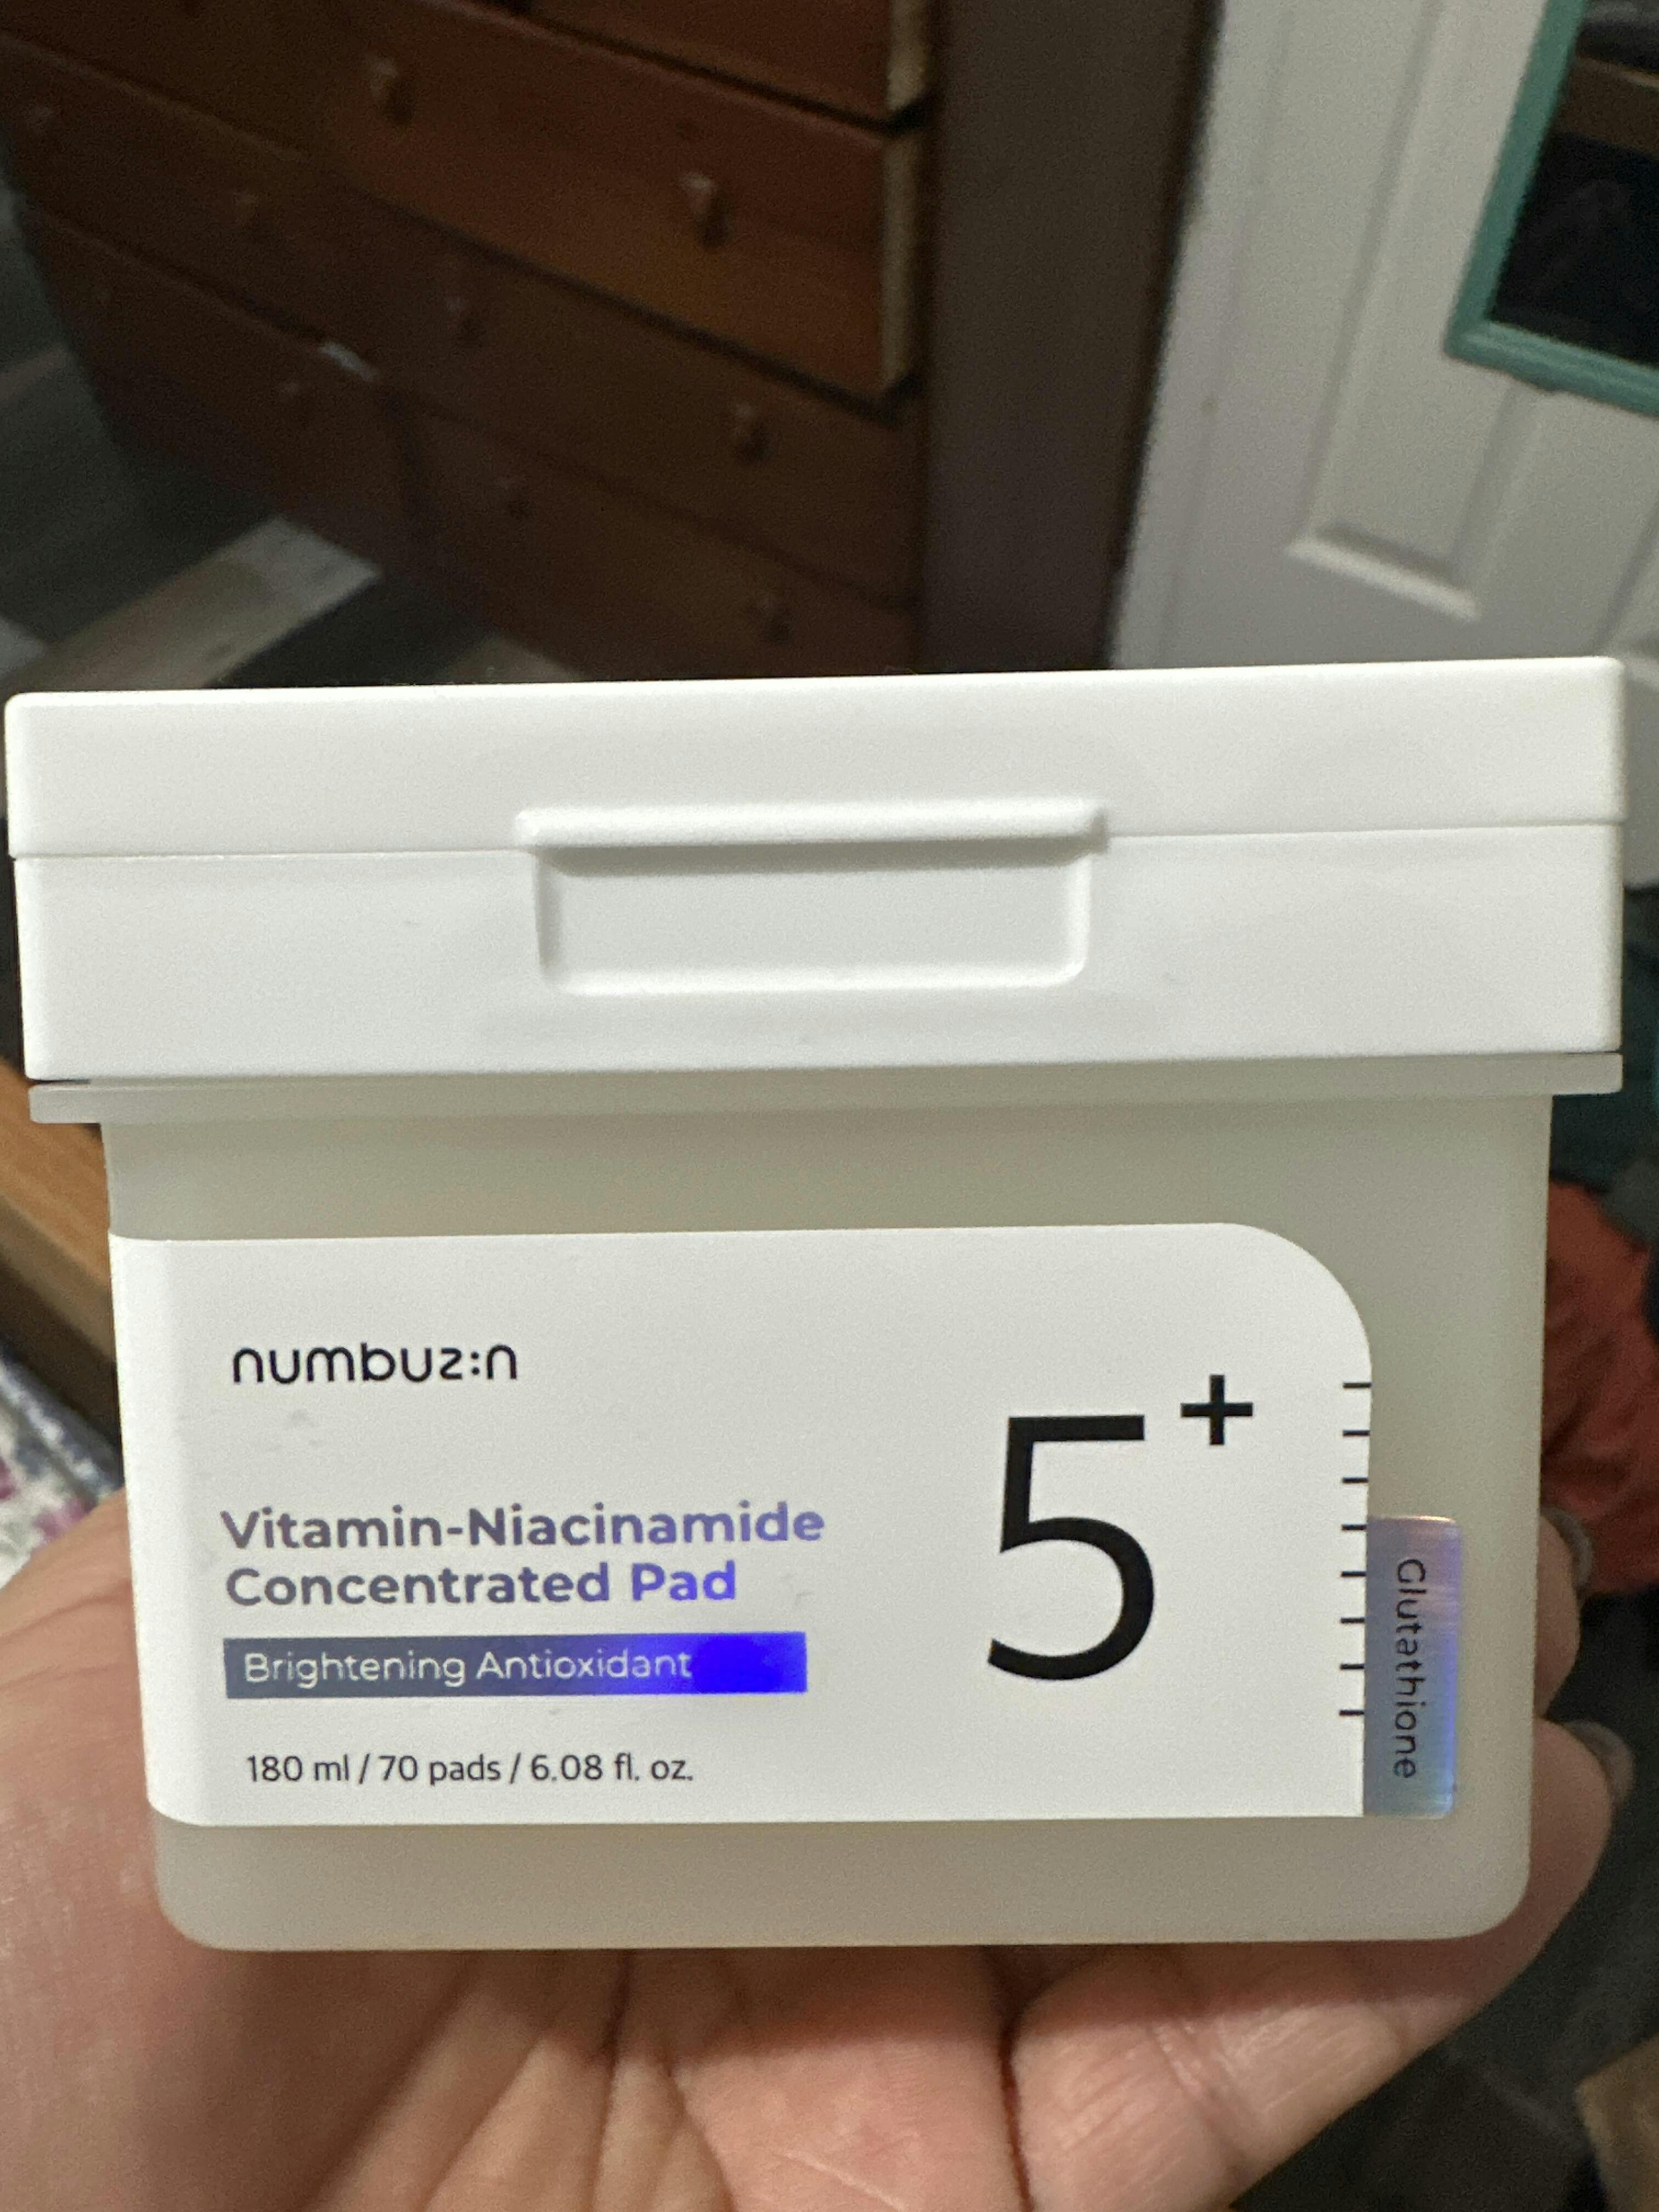 numbuz:n
5+
Vitamin-Niacinamide
Concentrated Pad
Brightening Antioxidant
180 ml / 70 pads / 6.08 fl. oz.
Glutathione